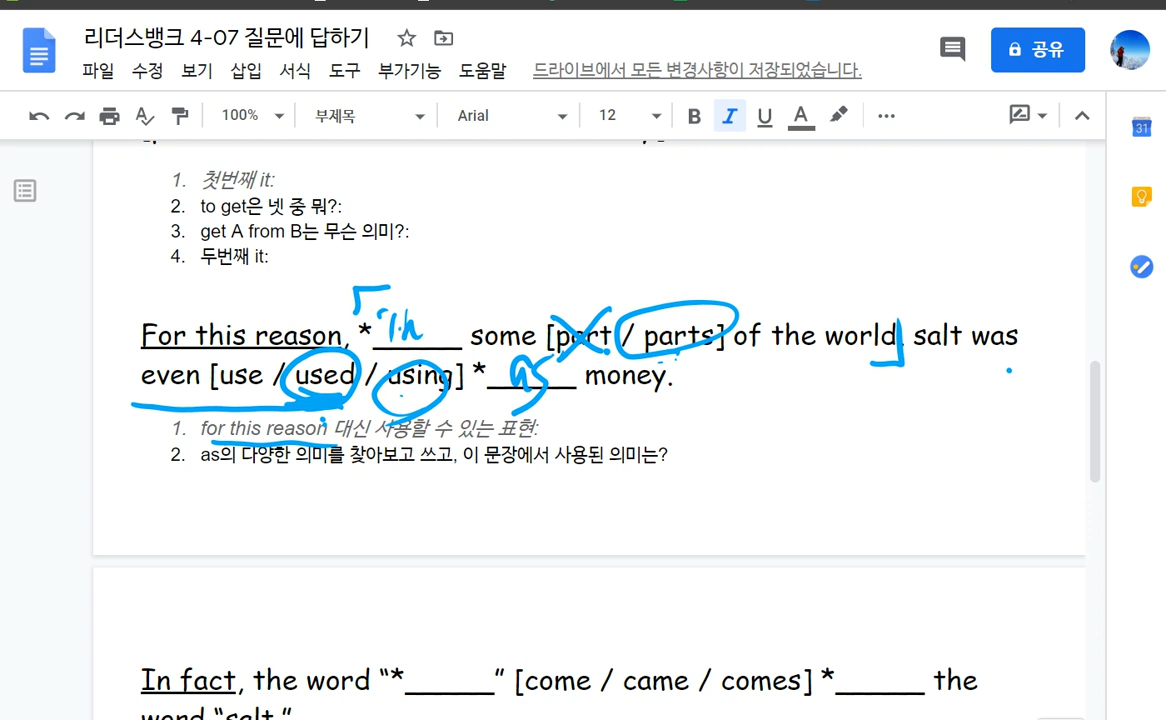 리더스뱅크 4-07 질문에 답하기
공유
파일 수정 보기 삽입 서식 도구 부가기능 도움말 드라이브에서 모든 변경사항이 저장되었습니다.
100% 부제목 Arial 12 B I U A
31
1. 첫번째 it:
2. to get은 넷 중 뭐?:
3. get A from B는 무슨 의미?:
4. 두번째 it:
For this reason, *______ some [part / parts] of the world, salt was
even [use / used / using] *______ money.
as
1. for this reason 대신 사용할 수 있는 표현:
2. as의 다양한 의미를 찾아보고 쓰고, 이 문장에서 사용된 의미는?
In fact, the word “*______” [come / came / comes] *______ the
word “salt.”